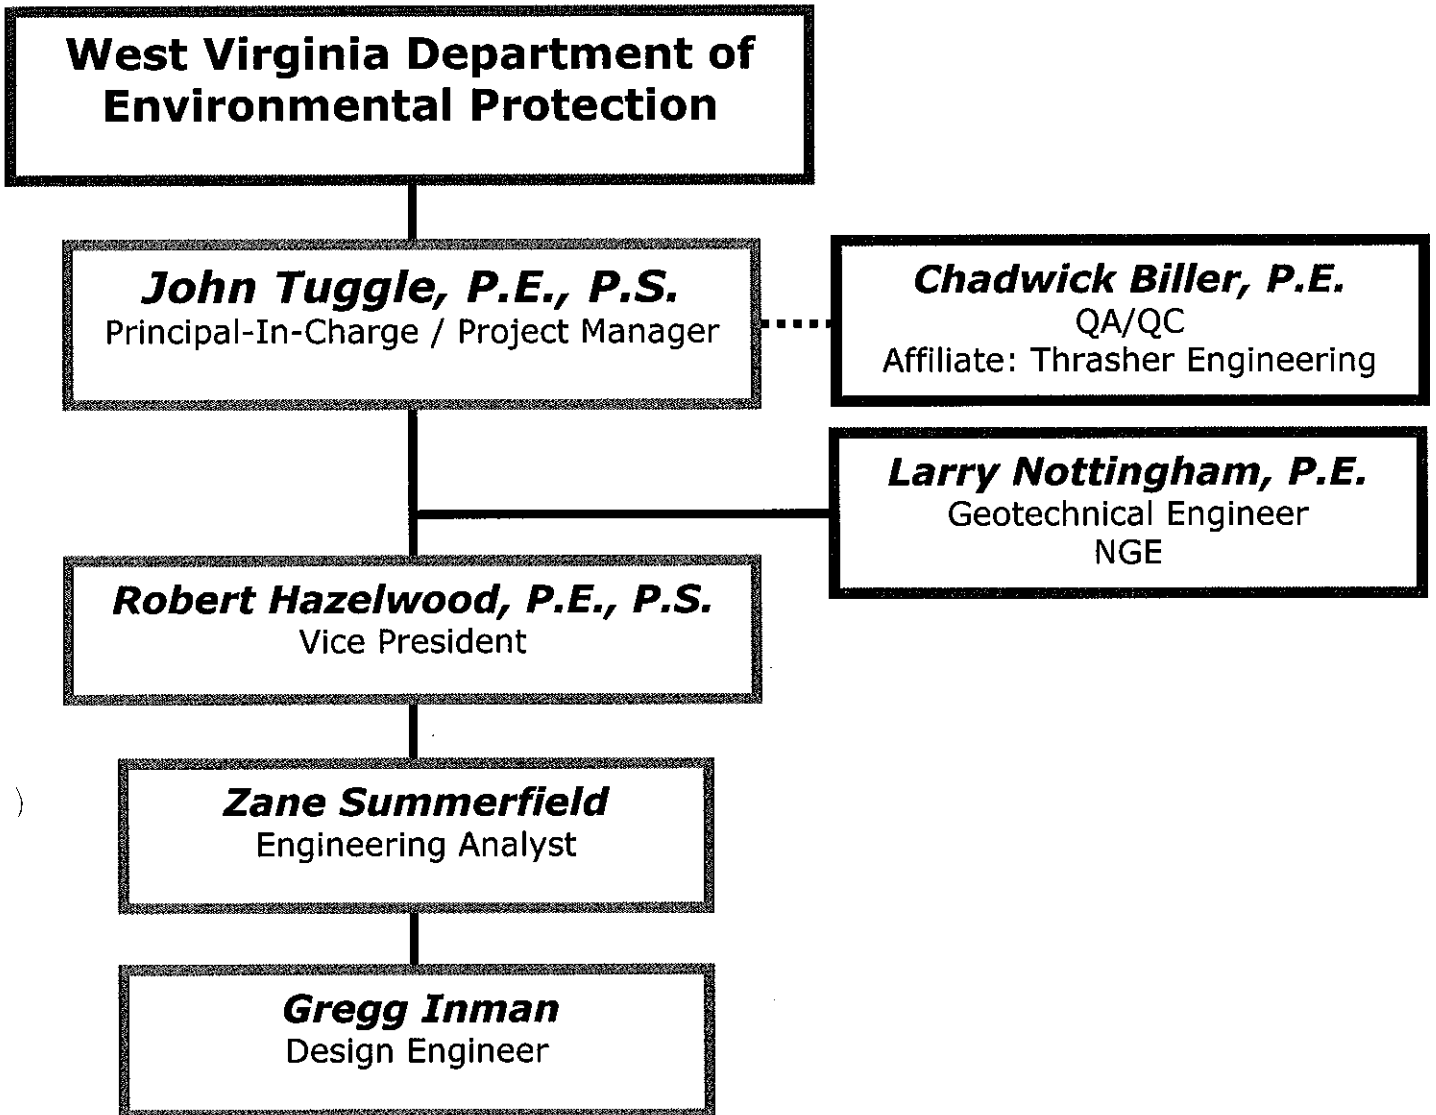 West Virginia Department of
Environmental Protection
John Tuggle, P.E., P.S.
Principal-In-Charge / Project Manager
Chadwick Biller, P.E.
QA/QC
Affiliate: Thrasher Engineering
Larry Nottingham, P.E.
Geotechnical Engineer
NGE
Robert Hazelwood, P.E., P.S.
Vice President
Zane Summerfield
Engineering Analyst
Gregg Inman
Design Engineer